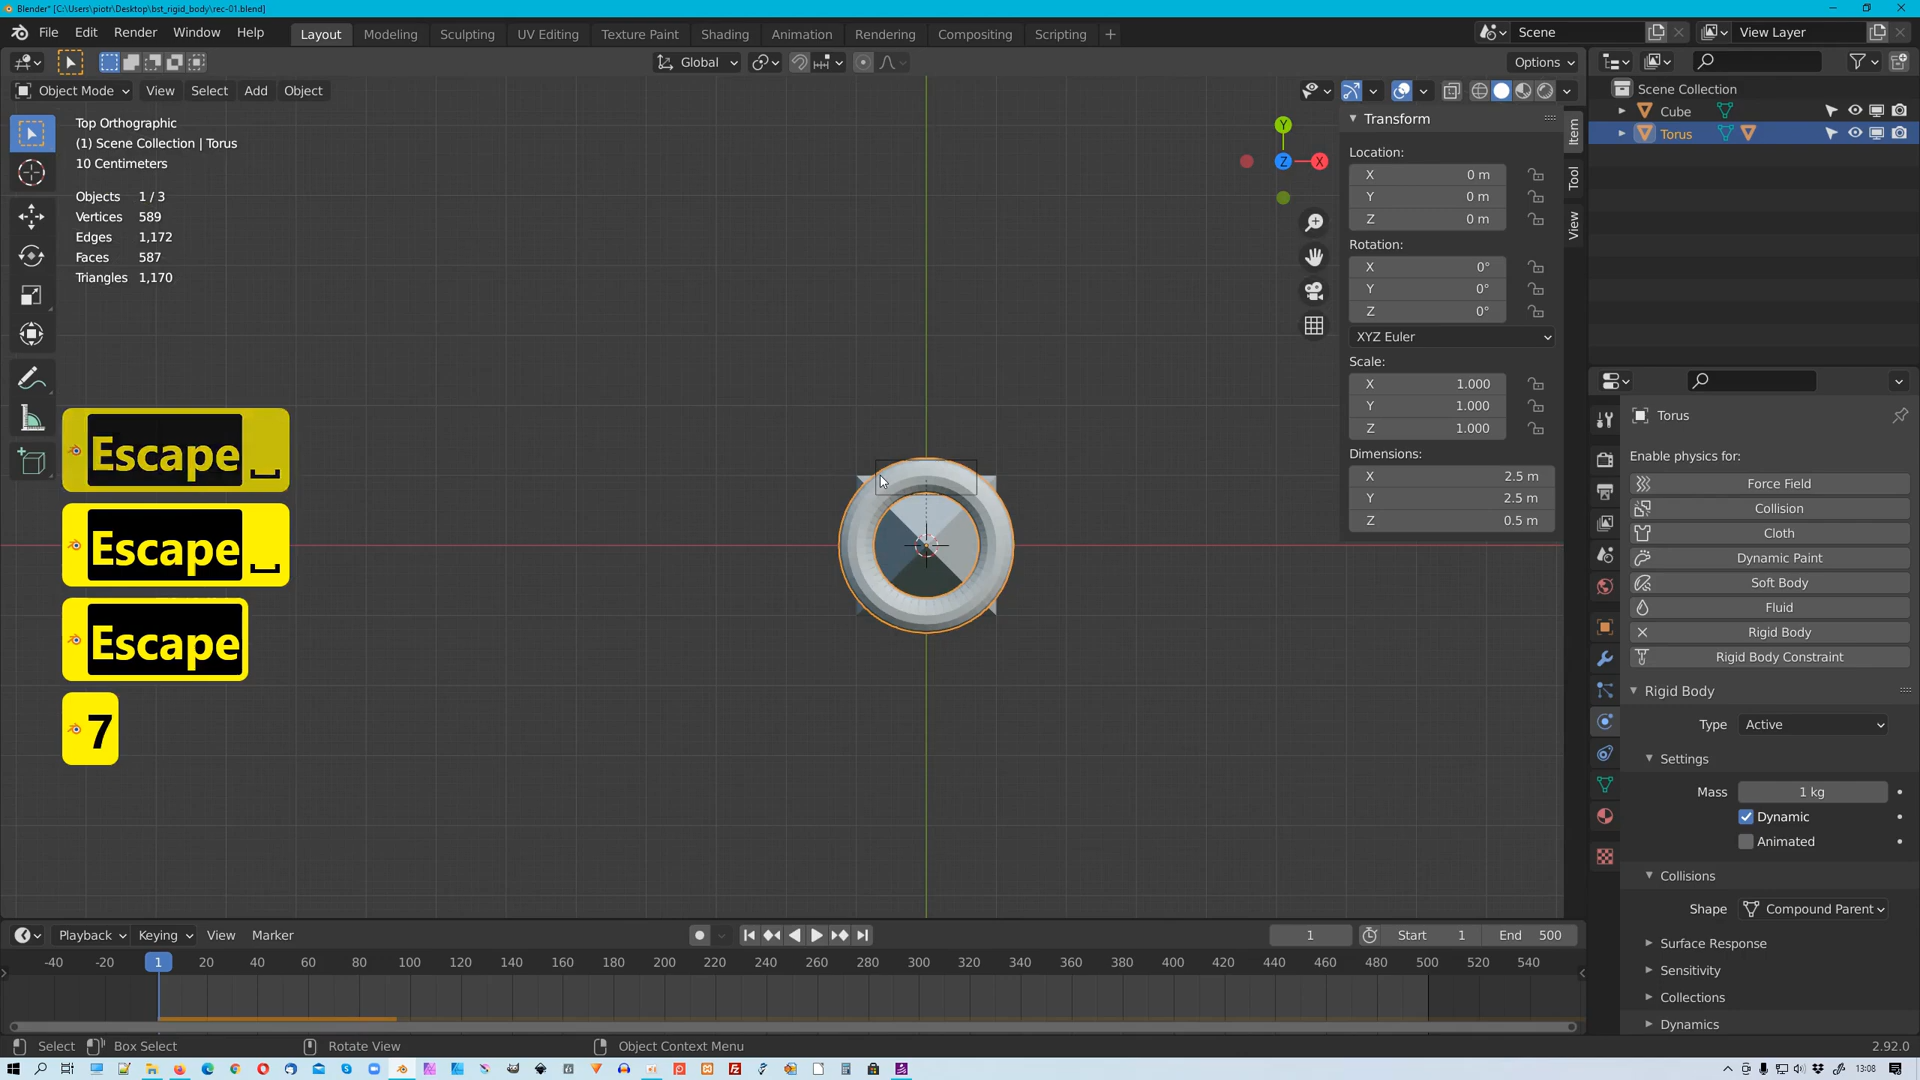 Blender* [C:\Users\piotr\Desktop\bst_rigid_body\rec-01.blend]
File Edit Render Window Help
Layout Modeling Sculpting UV Editing Texture Paint Shading Animation Rendering Compositing Scripting
Scene
View Layer
Global
Options
Object Mode View Select Add Object
Top Orthographic
(1) Scene Collection | Torus
10 Centimeters
Objects 1 / 3
Vertices 589
Edges 1,172
Faces 587
Triangles 1,170
Y
Z
X
Transform
Location:
X 0 m
Y 0 m
Z 0 m
Rotation:
X 0°
Y 0°
Z 0°
XYZ Euler
Scale:
X 1.000
Y 1.000
Z 1.000
Dimensions:
X 2.5 m
Y 2.5 m
Z 0.5 m
Item
Tool
View
Scene Collection
Cube
Torus
Torus
Enable physics for:
Force Field
Collision
Cloth
Dynamic Paint
Soft Body
Fluid
Rigid Body
Rigid Body Constraint
Rigid Body
Type Active
Settings
Mass 1 kg
Dynamic
Animated
Collisions
Shape Compound Parent
Surface Response
Sensitivity
Collections
Dynamics
Escape
Escape
Escape
7
Playback Keying View Marker
1 Start 1 End 500
-40 -20 1 20 40 60 80 100 120 140 160 180 200 220 240 260 280 300 320 340 360 380 400 420 440 460 480 500 520 540
Select Box Select Rotate View Object Context Menu
2.92.0
13:08